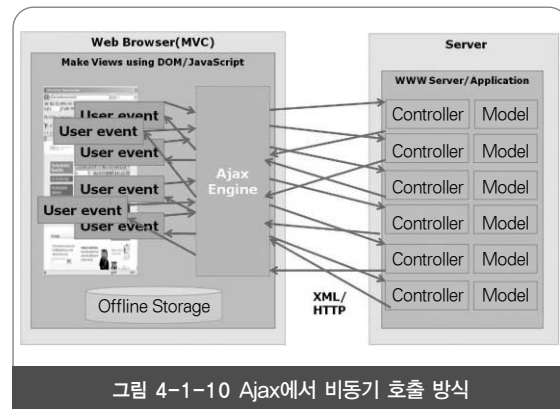 Web Browser(MVC)
Make Views using DOM/JavaScript
User event
User event
User event
User event
User event
User event
Ajax
Engine
Offline Storage
XML/
HTTP
Server
WWW Server/Application
Controller Model
Controller Model
Controller Model
Controller Model
Controller Model
Controller Model
그림 4-1-10 Ajax에서 비동기 호출 방식